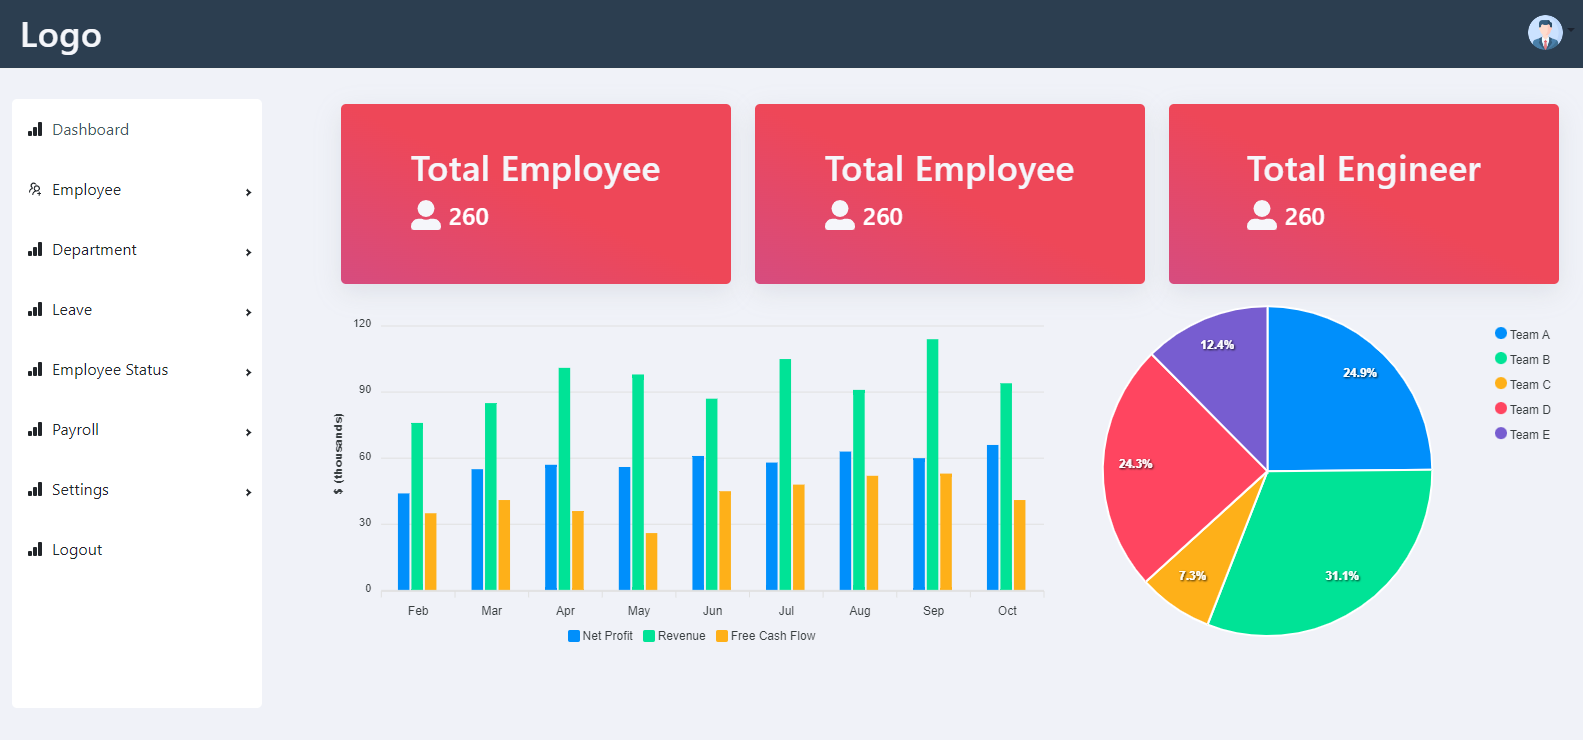 Logo
Dashboard
Employee
Department
Leave
Employee Status
Payroll
Settings
Logout
Total Employee
260
Total Employee
260
Total Engineer
260
120
90
60
30
0
$ (thousands)
Feb Mar Apr May Jun Jul Aug Sep Oct
Net Profit Revenue Free Cash Flow
12.4%
24.9%
24.3%
7.3%
31.1%
Team A
Team B
Team C
Team D
Team E